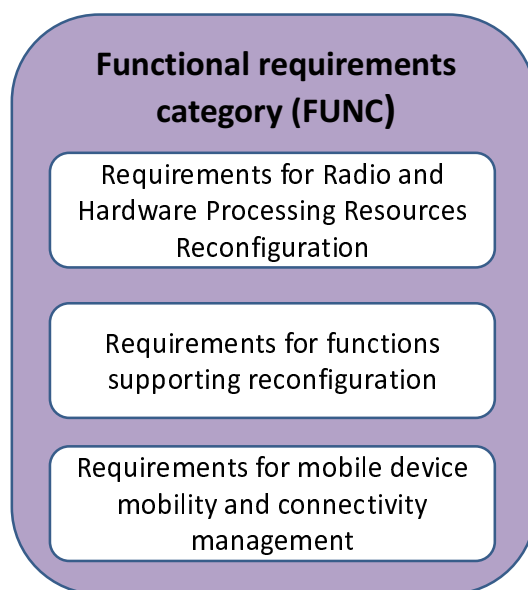 Functional requirements
category (FUNC)
Requirements for Radio and
Hardware Processing Resources
Reconfiguration
Requirements for functions
supporting reconfiguration
Requirements for mobile device
mobility and connectivity
management